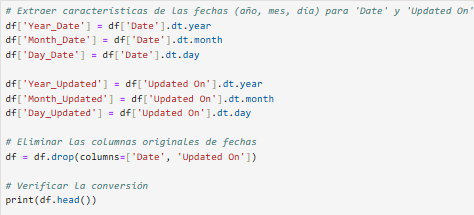 # Extraer características de las fechas (año, mes, día) para 'Date' y 'Updated On'
df['Year_Date'] = df['Date'].dt.year
df['Month_Date'] = df['Date'].dt.month
df['Day_Date'] = df['Date'].dt.day
df['Year_Updated'] = df['Updated On'].dt.year
df['Month_Updated'] = df['Updated On'].dt.month
df['Day_Updated'] = df['Updated On'].dt.day
# Eliminar las columnas originales de fechas
df = df.drop(columns=['Date', 'Updated On'])
# Verificar la conversión
print(df.head())